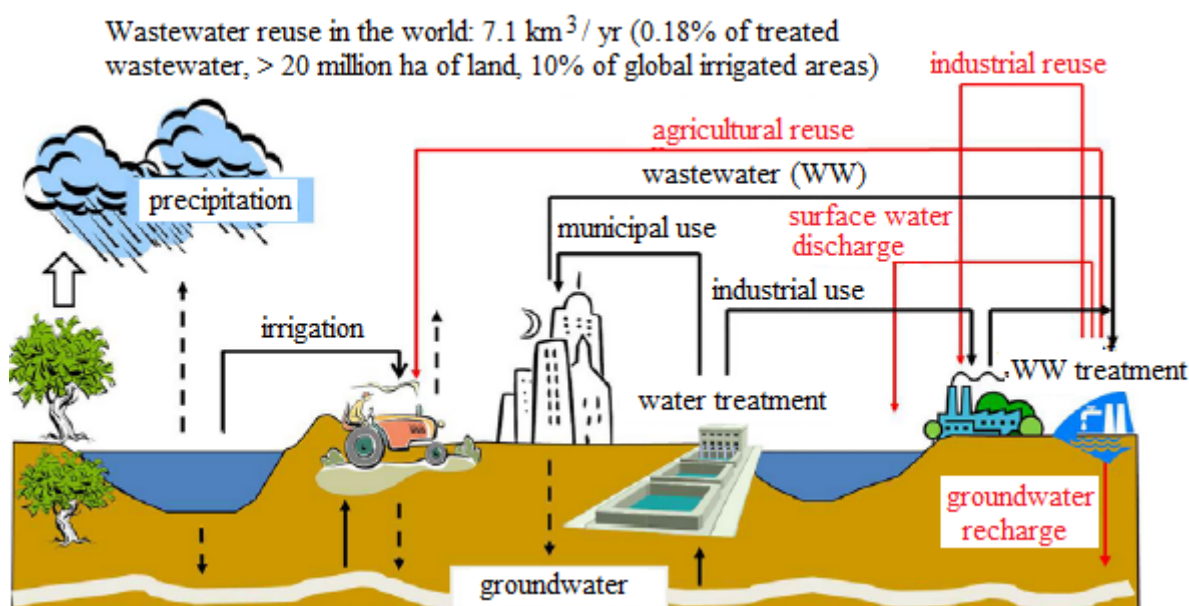 Wastewater reuse in the world: 7.1 km³ / yr (0.18% of treated
wastewater, > 20 million ha of land, 10% of global irrigated areas)
industrial reuse
agricultural reuse
wastewater (WW)
precipitation
surface water
discharge
municipal use
industrial use
irrigation
WW treatment
water treatment
groundwater
recharge
groundwater